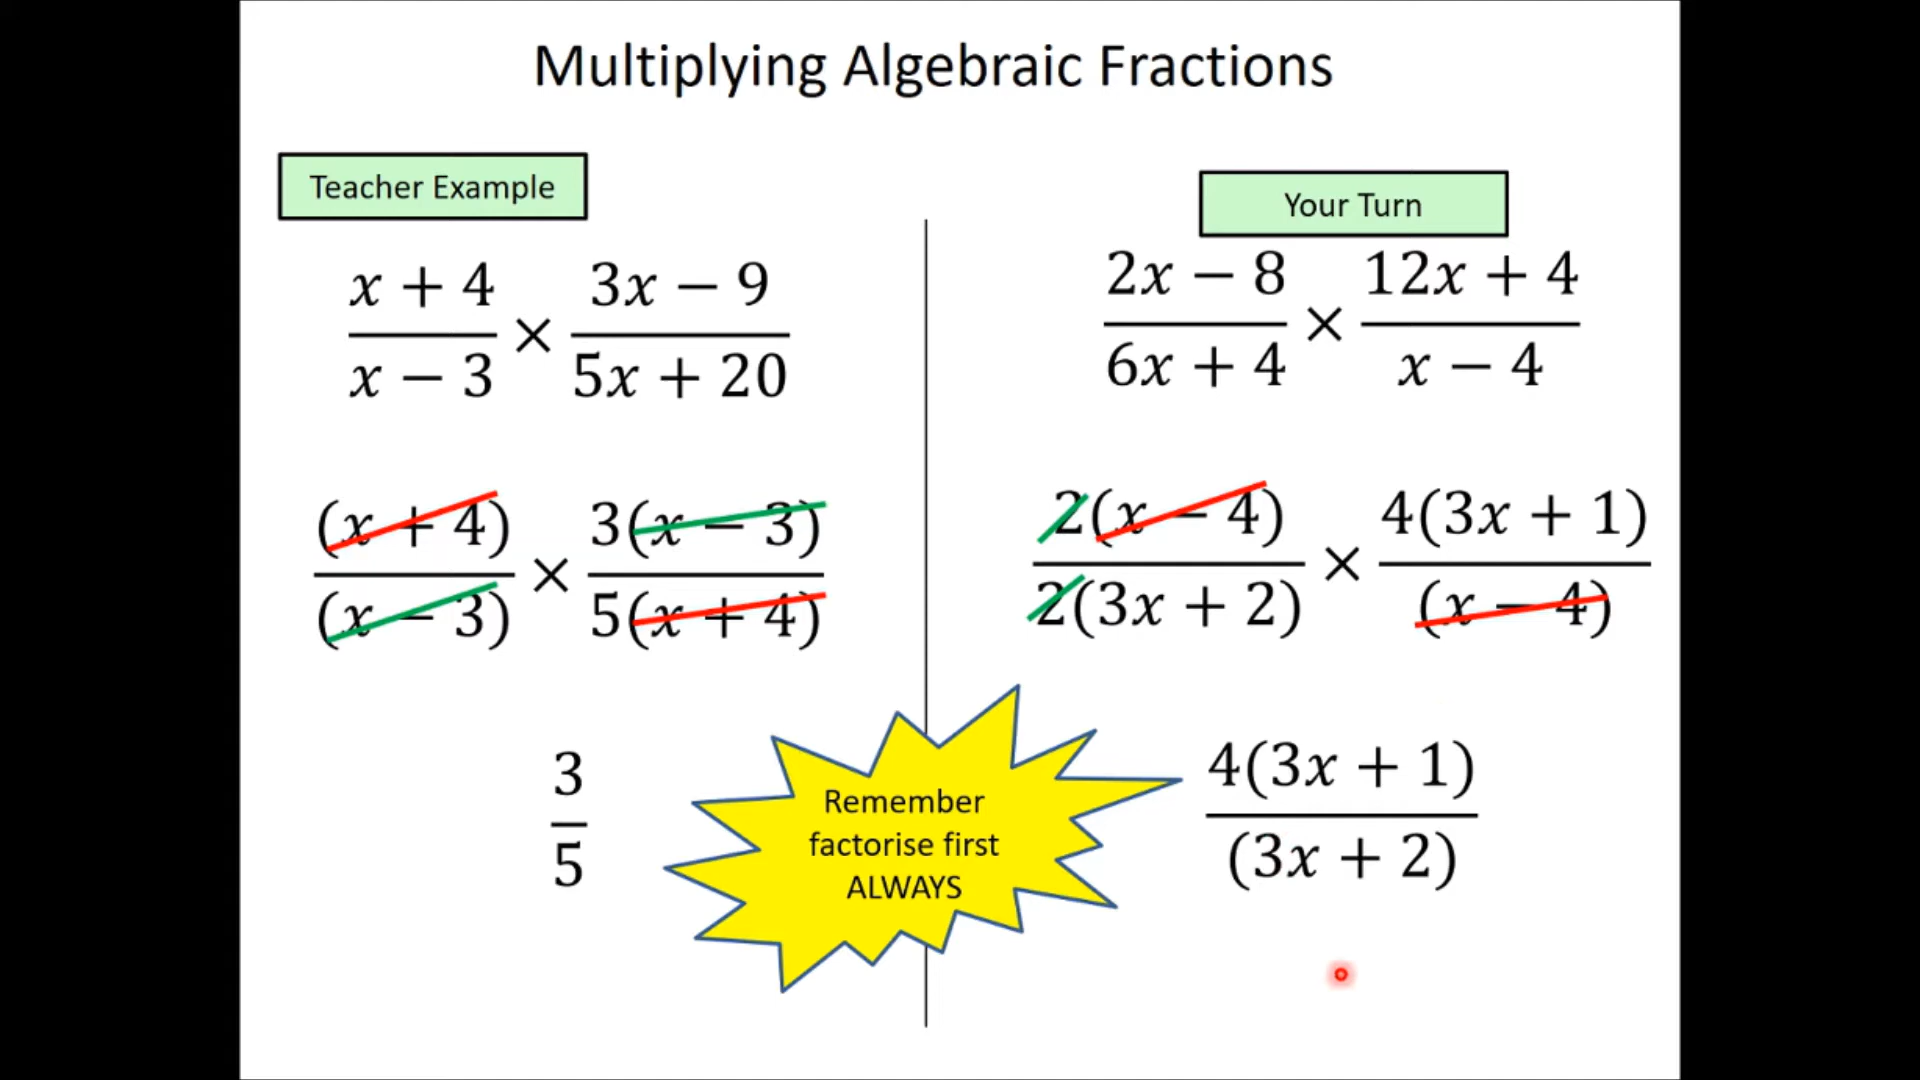 Multiplying Algebraic Fractions
Teacher Example
x + 4 / x − 3 × 3x − 9 / 5x + 20
(x + 4) / (x − 3) × 3(x − 3) / 5(x + 4)
3 / 5
Remember
factorise first
ALWAYS
Your Turn
2x − 8 / 6x + 4 × 12x + 4 / x − 4
2(x − 4) / 2(3x + 2) × 4(3x + 1) / (x − 4)
4(3x + 1) / (3x + 2)